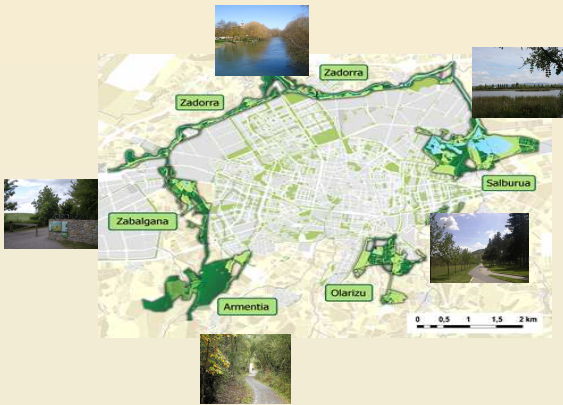 Zadorra
Zadorra
Salburua
Zabalgana
Olarizu
Armentia
0 0,5 1 1,5 2 km